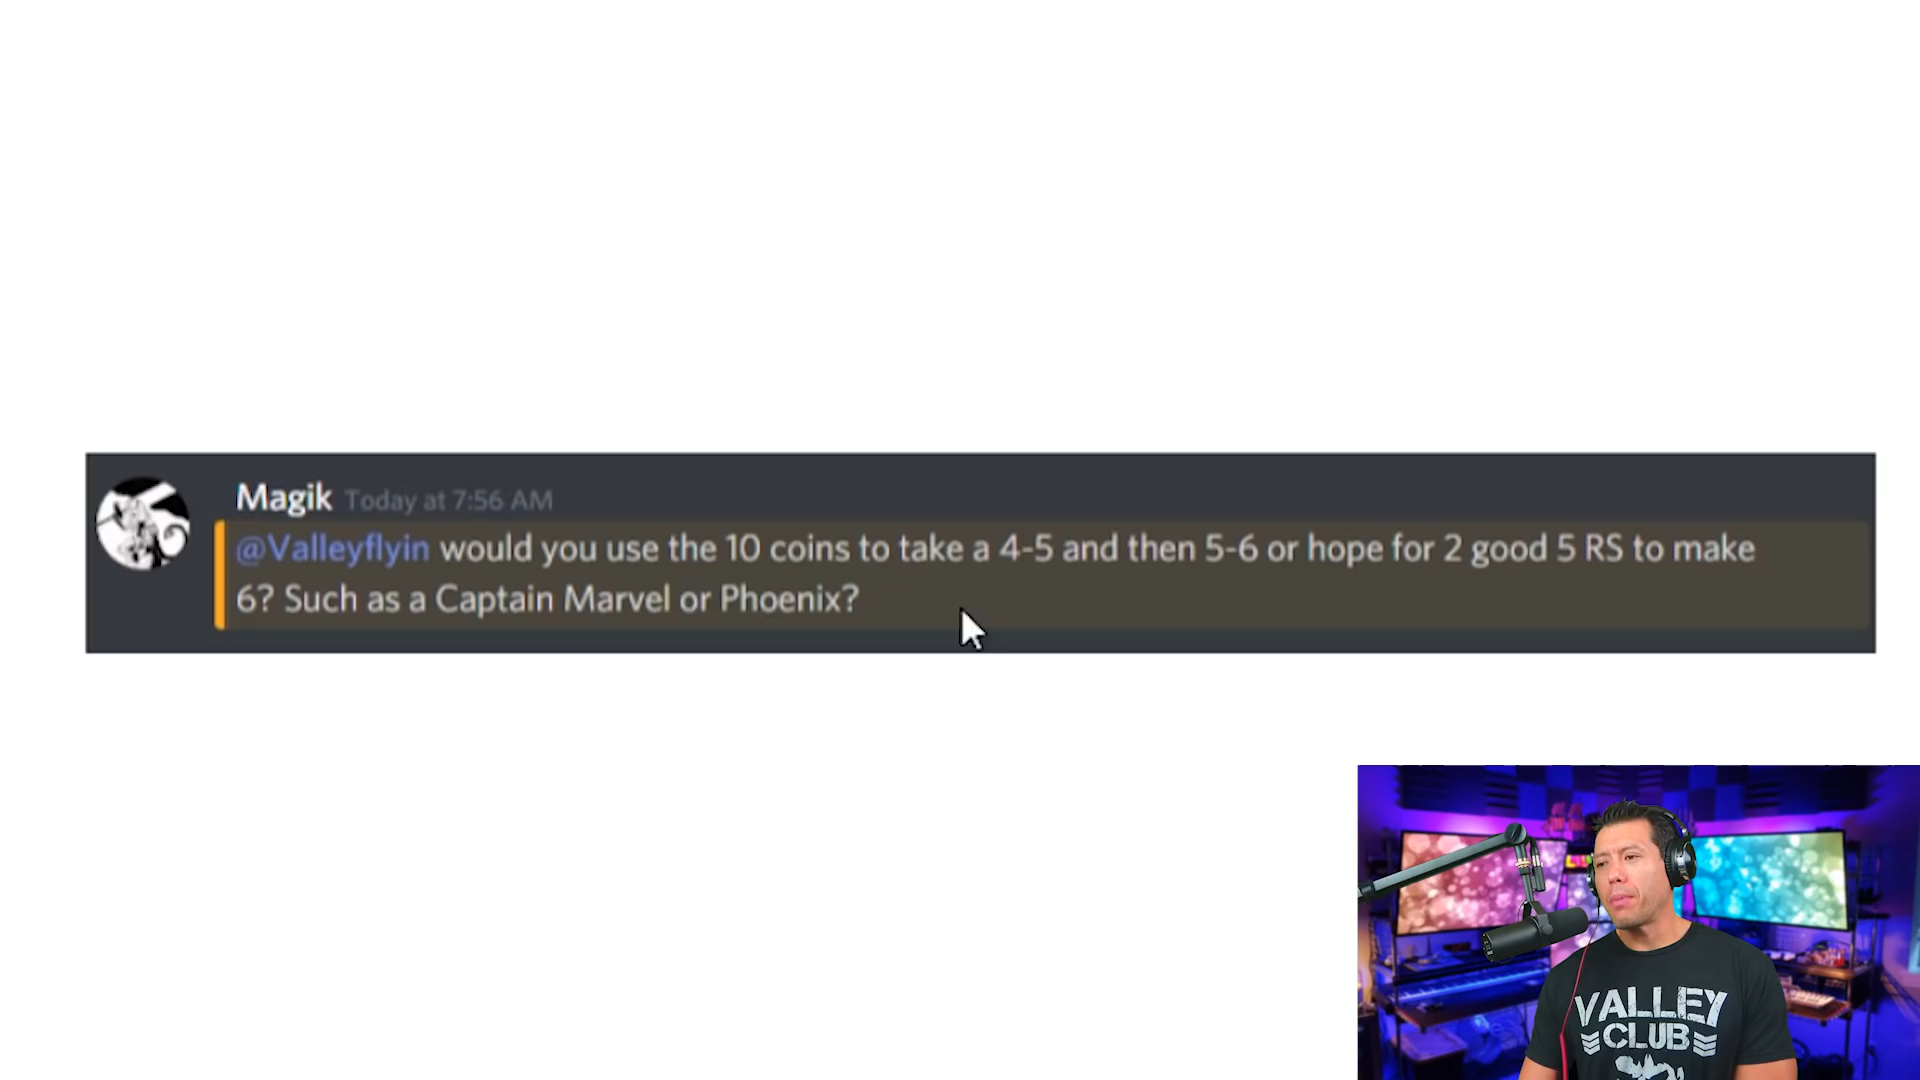 Magik Today at 7:56 AM
@Valleyflyin would you use the 10 coins to take a 4-5 and then 5-6 or hope for 2 good 5 RS to make
6? Such as a Captain Marvel or Phoenix?
VALLEY
CLUB